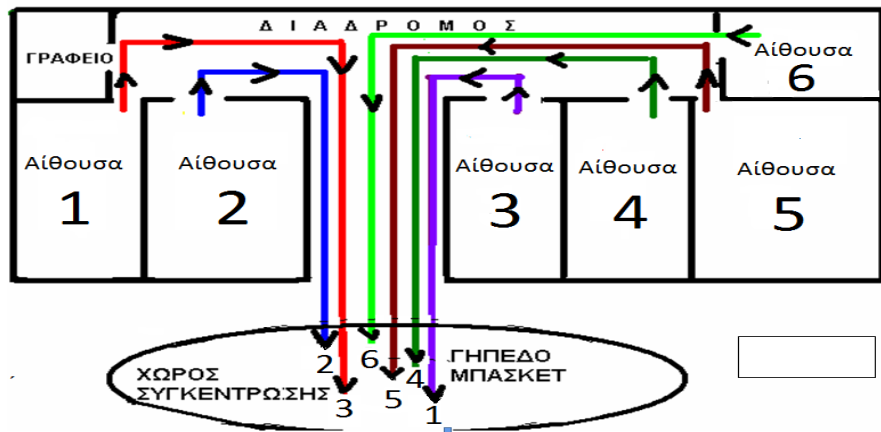 Δ Ι Α Δ Ρ Ο Μ Ο Σ
ΓΡΑΦΕΙΟ
Αίθουσα
6
Αίθουσα
1
Αίθουσα
2
Αίθουσα
3
Αίθουσα
4
Αίθουσα
5
2
6
4
5
3
1
ΧΩΡΟΣ
ΣΥΓΚΕΝΤΡΩΣΗΣ
ΓΗΠΕΔΟ
ΜΠΑΣΚΕΤ